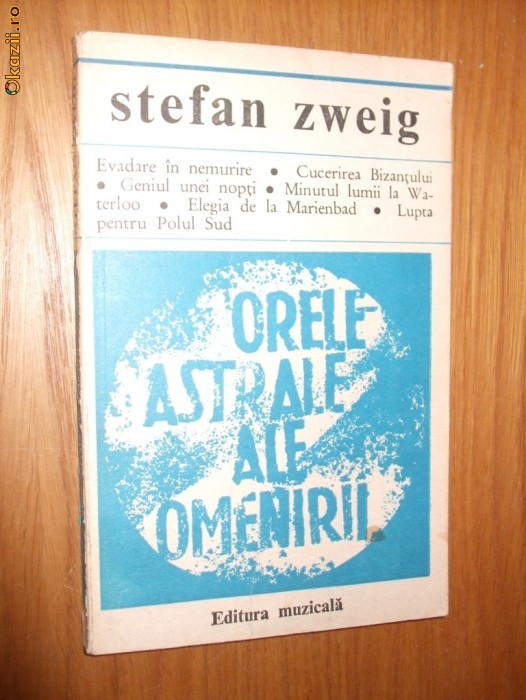 Okazii.ro
stefan zweig
Evadare în nemurire ● Cucerirea Bizanțului
● Geniul unei nopți ● Minutul lumii la Wa-
terloo ● Elegia de la Marienbad ● Lupta
pentru Polul Sud
ORELE
ASTRALE
ALE
OMENIRII
Editura muzicală